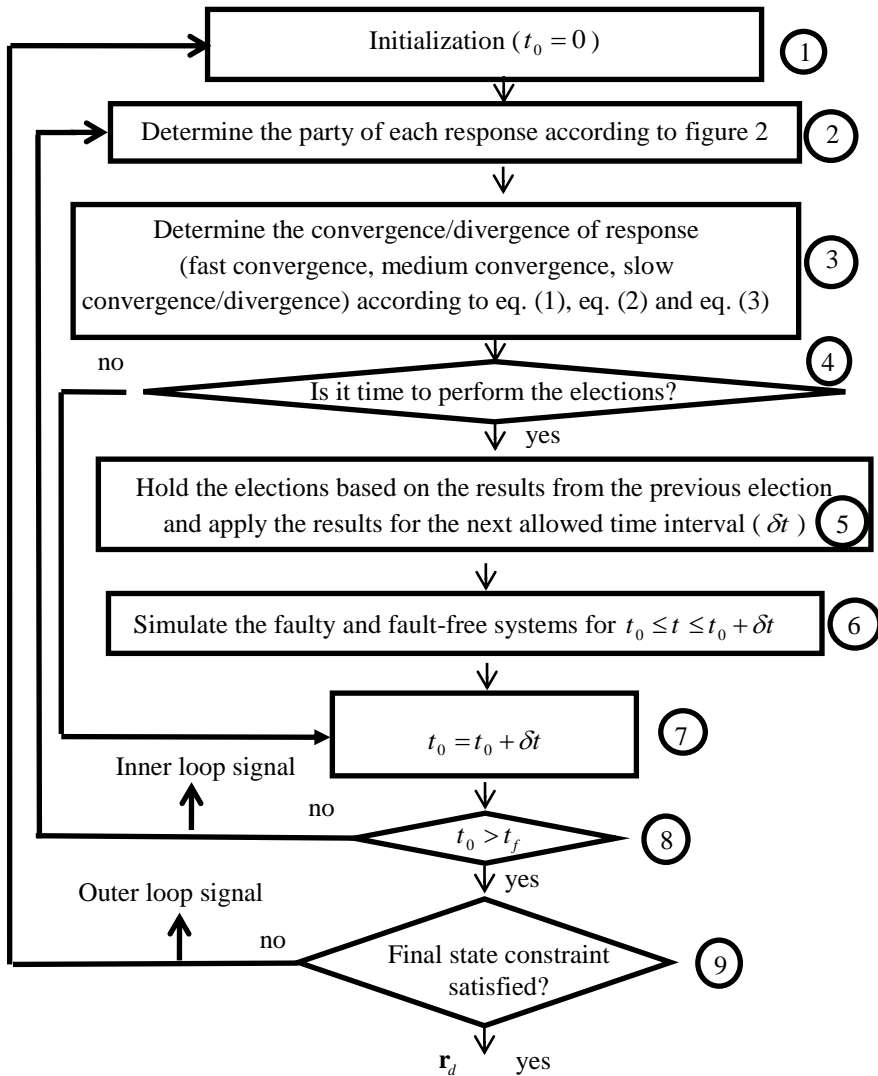 Initialization ( t₀ = 0 )
1
Determine the party of each response according to figure 2
2
Determine the convergence/divergence of response
(fast convergence, medium convergence, slow
convergence/divergence) according to eq. (1), eq. (2) and eq. (3)
3
no
4
Is it time to perform the elections?
yes
Hold the elections based on the results from the previous election
and apply the results for the next allowed time interval ( δt )
5
Simulate the faulty and fault-free systems for t₀ ≤ t ≤ t₀ + δt
6
t₀ = t₀ + δt
7
Inner loop signal
no
t₀ > t_f
8
yes
Outer loop signal
no
Final state constraint
satisfied?
9
r_d yes